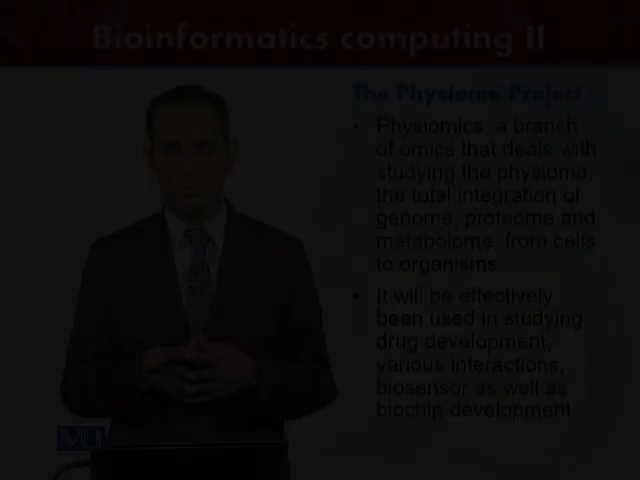 Bioinformatics computing II
The Physiome Project
• Physiomics; a branch
of omics that deals with
studying the physiome,
the total integration of
genome, proteome and
metabolome, from cells
to organisms.
• It will be effectively
been used in studying
drug development,
various interactions,
biosensor as well as
biochip development